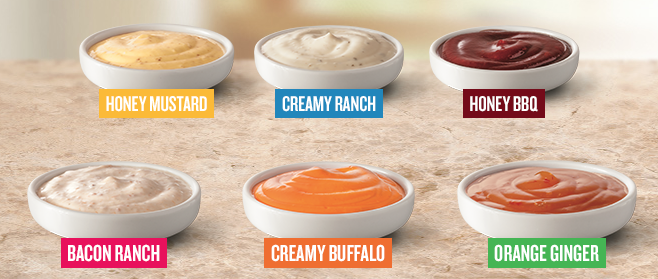 HONEY MUSTARD
CREAMY RANCH
HONEY BBQ
BACON RANCH
CREAMY BUFFALO
ORANGE GINGER